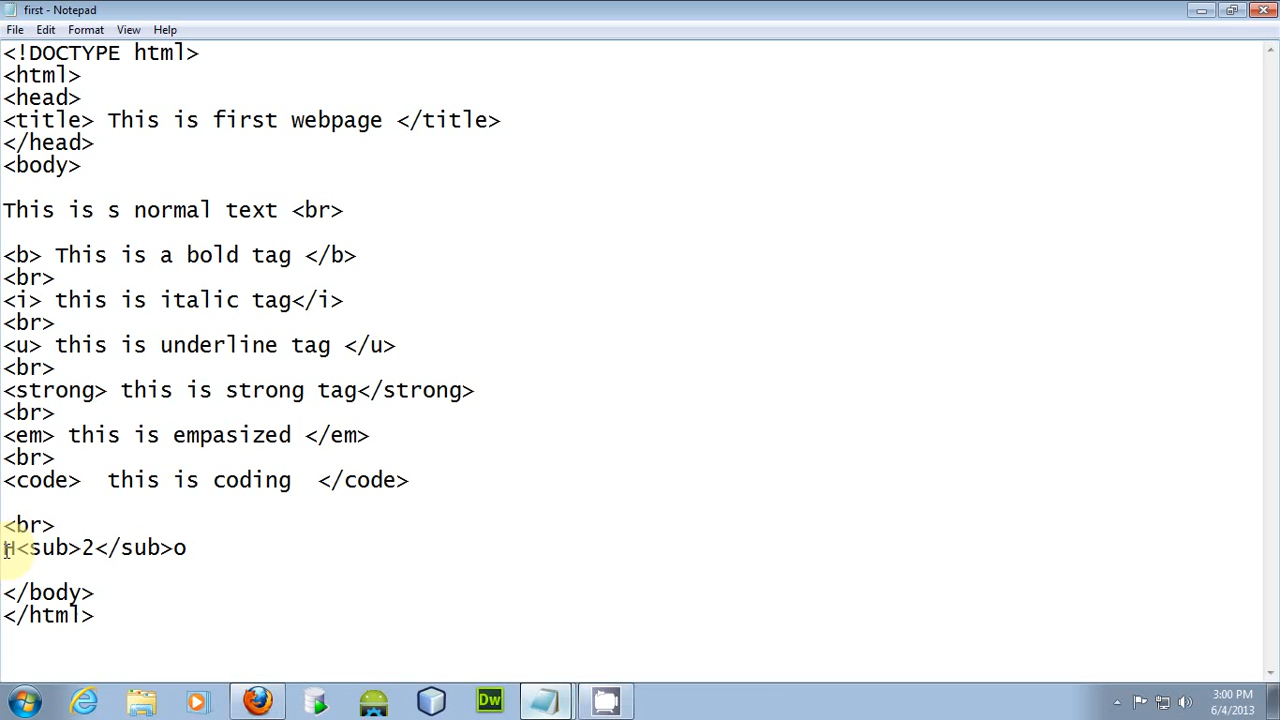 first - Notepad
File Edit Format View Help
<!DOCTYPE html>
<html>
<head>
<title> This is first webpage </title>
</head>
<body>
This is s normal text <br>
<b> This is a bold tag </b>
<br>
<i> this is italic tag</i>
<br>
<u> this is underline tag </u>
<br>
<strong> this is strong tag</strong>
<br>
<em> this is empasized </em>
<br>
<code>  this is coding  </code>
<br>
H<sub>2</sub>o
</body>
</html>
Dw
3:00 PM
6/4/2013